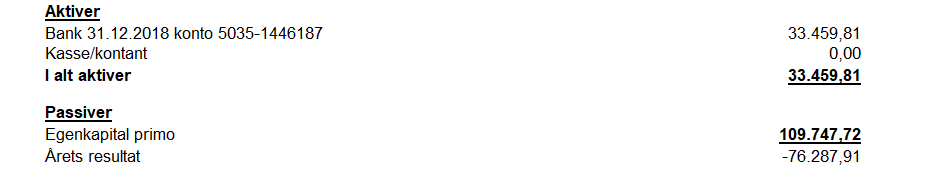 Aktiver
Bank 31.12.2018 konto 5035-1446187 33.459,81
Kasse/kontant 0,00
I alt aktiver 33.459,81
Passiver
Egenkapital primo 109.747,72
Årets resultat -76.287,91